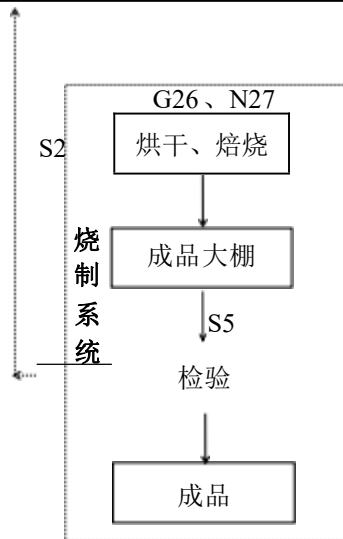 G26、N27
S2
烘干、焙烧
烧制系统
成品大棚
S5
检验
成品